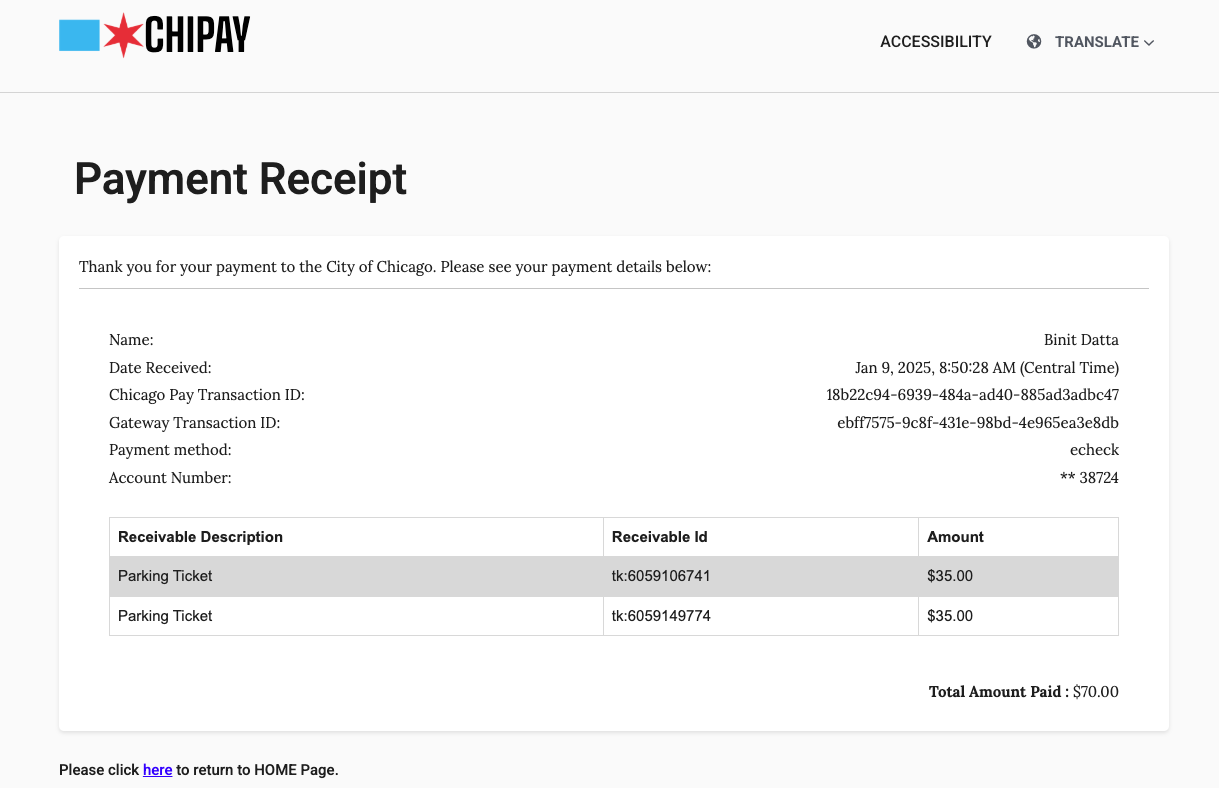 CHIPAY
ACCESSIBILITY
TRANSLATE
Payment Receipt
Thank you for your payment to the City of Chicago. Please see your payment details below:
Name: Binit Datta
Date Received: Jan 9, 2025, 8:50:28 AM (Central Time)
Chicago Pay Transaction ID: 18b22c94-6939-484a-ad40-885ad3adbc47
Gateway Transaction ID: ebff7575-9c8f-431e-98bd-4e965ea3e8db
Payment method: echeck
Account Number: ** 38724
Receivable Description Receivable Id Amount
Parking Ticket tk:6059106741 $35.00
Parking Ticket tk:6059149774 $35.00
Total Amount Paid : $70.00
Please click here to return to HOME Page.